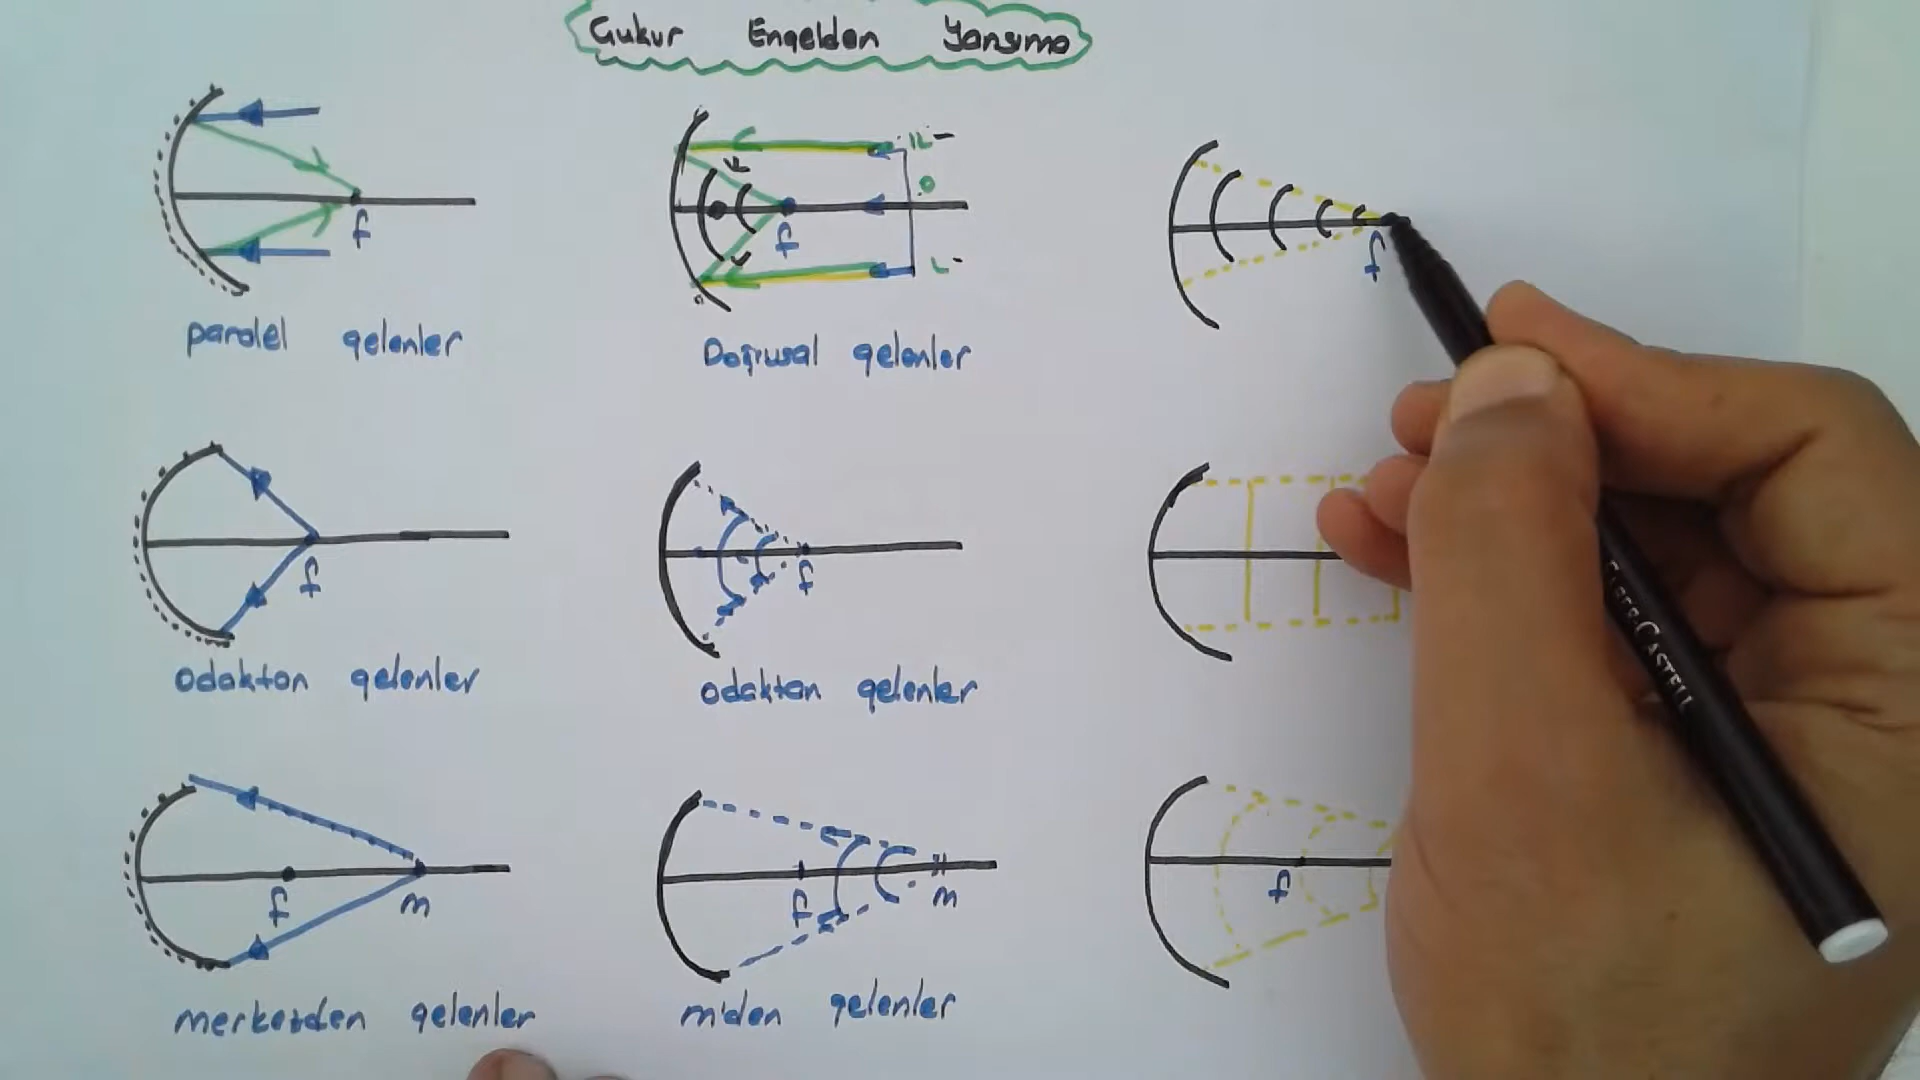 Çukur Engelden Yansıma
f
f
f
paralel gelenler
Doğrusal gelenler
f
f
odaktan gelenler
odaktan gelenler
f
m
f
m
f
merkezden gelenler
m'den gelenler
FABER-CASTELL